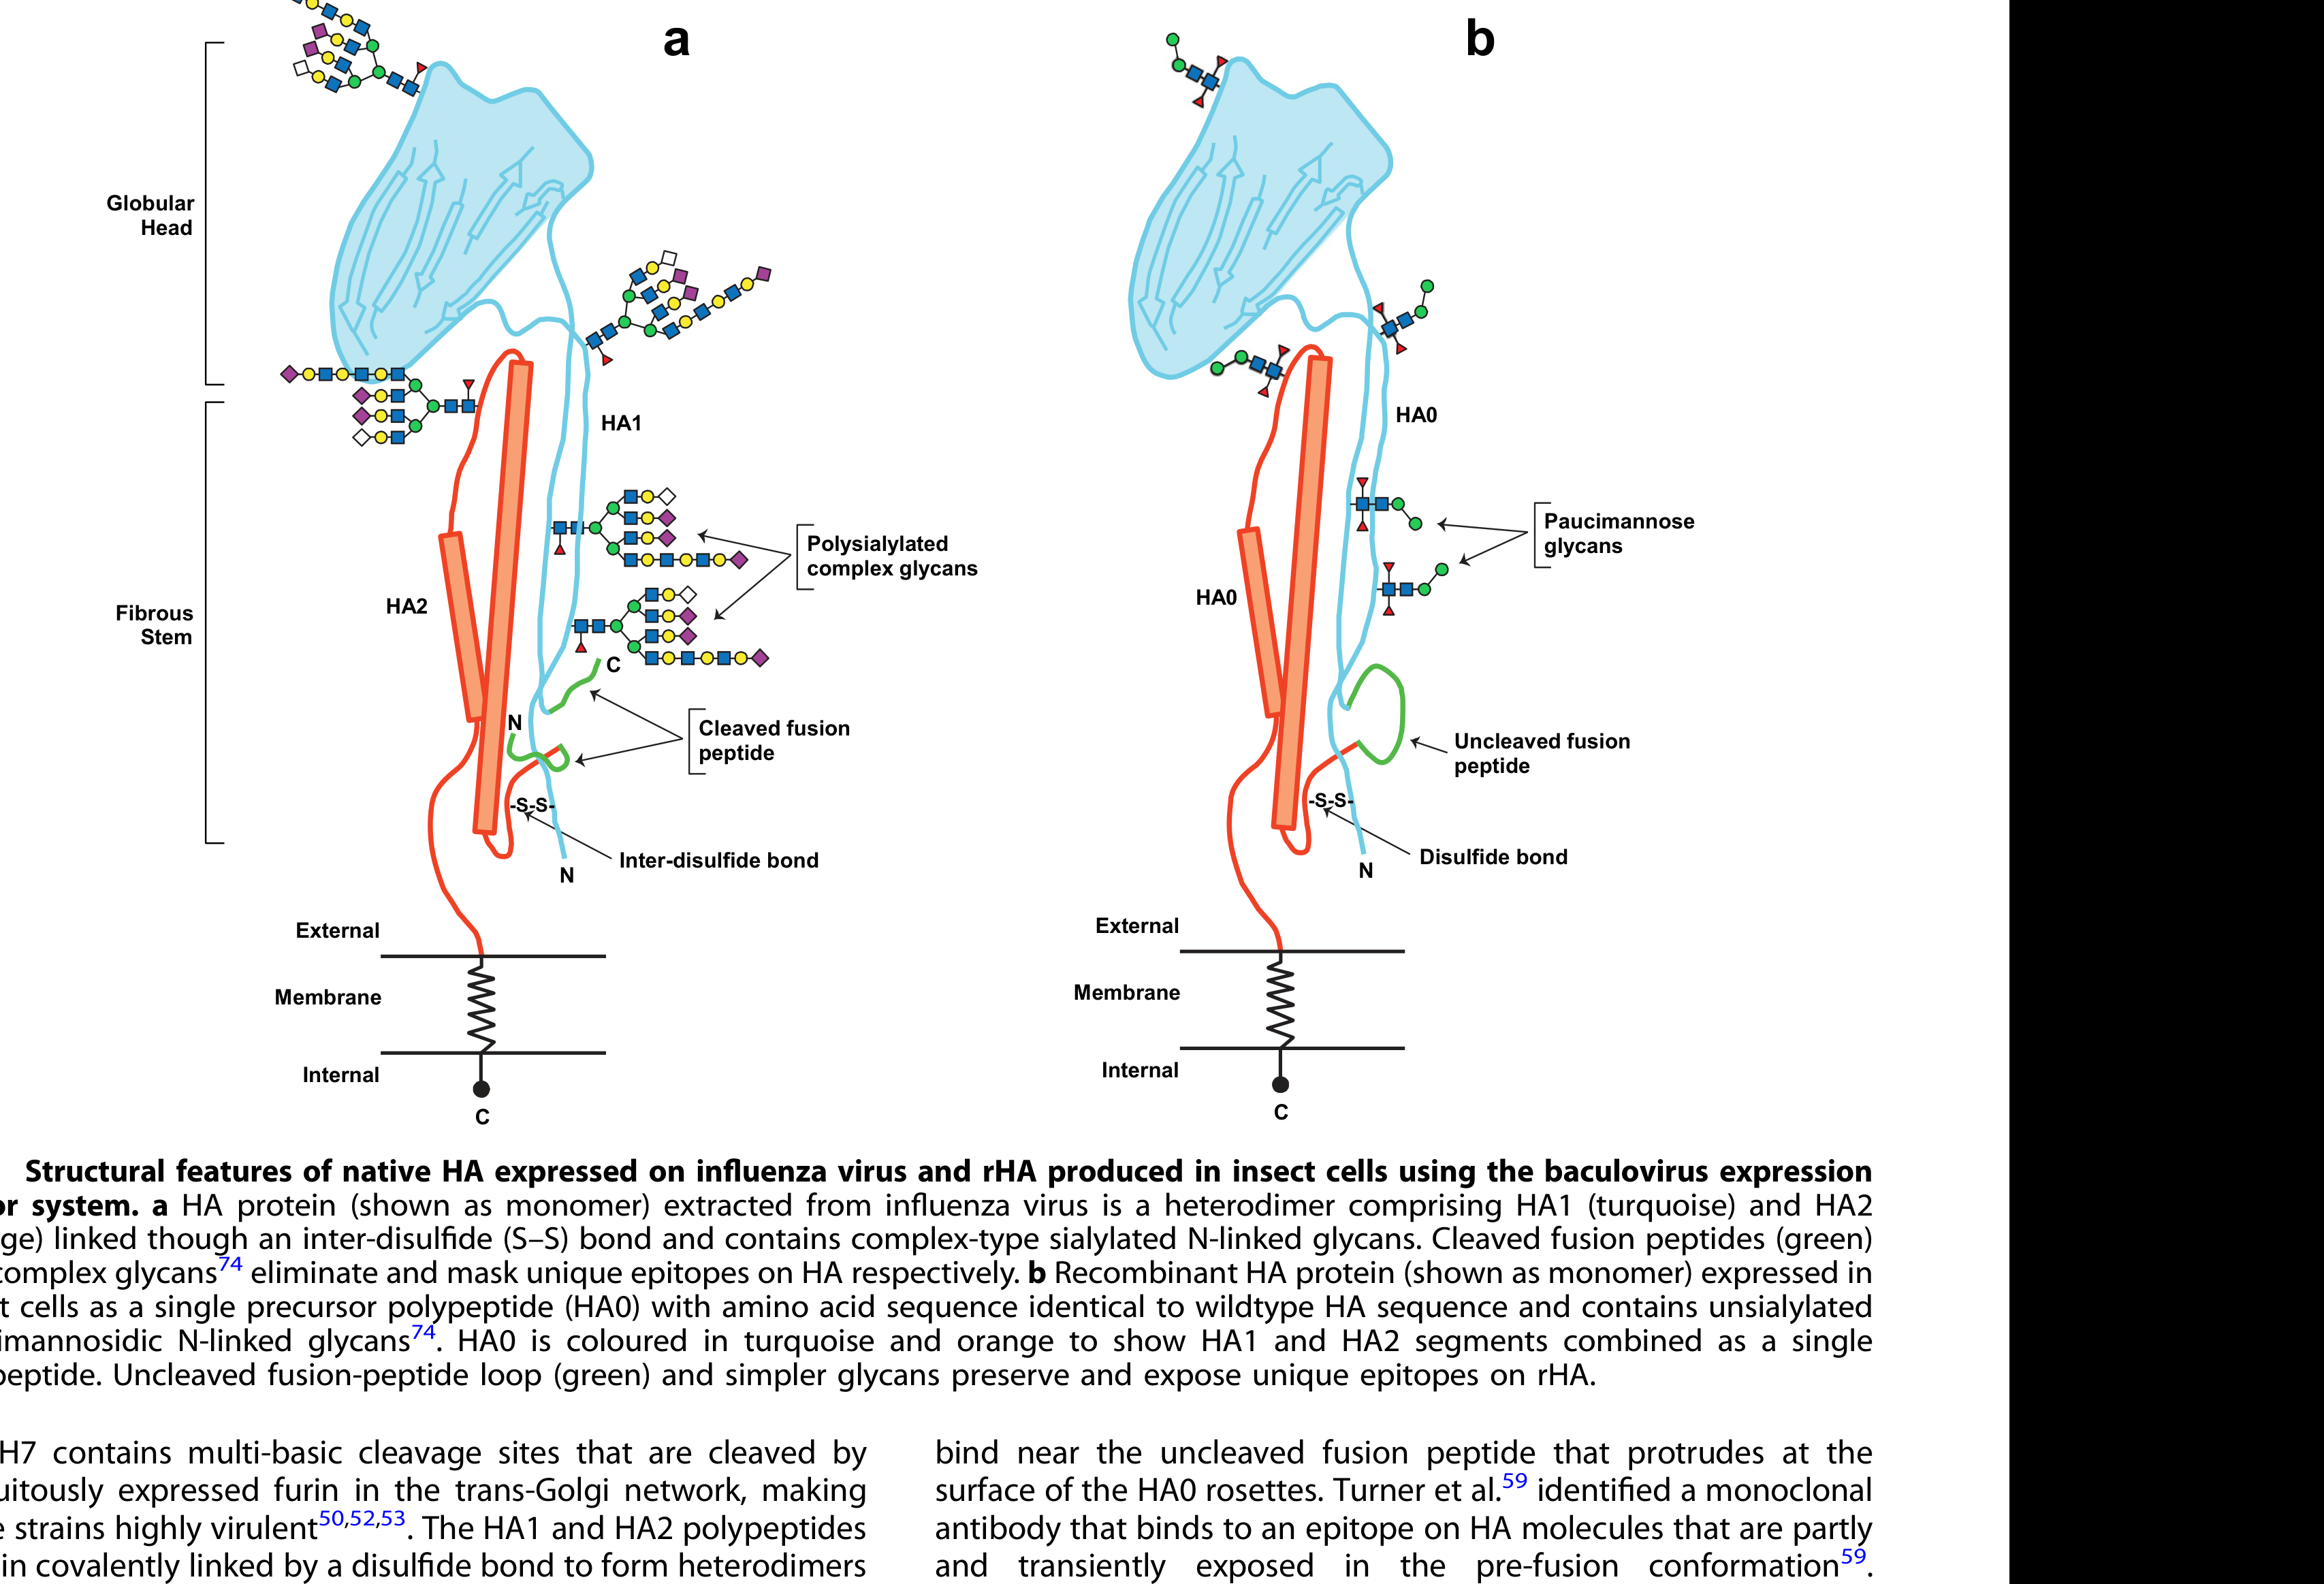 a
b
Globular
Head
HA1
HA0
Polysialylated
complex glycans
Paucimannose
glycans
HA2
HA0
Fibrous
Stem
C
N
Cleaved fusion
peptide
Uncleaved fusion
peptide
-S-S-
-S-S-
Inter-disulfide bond
Disulfide bond
N
N
External
External
Membrane
Membrane
Internal
Internal
C
C
Structural features of native HA expressed on influenza virus and rHA produced in insect cells using the baculovirus expression
system. a HA protein (shown as monomer) extracted from influenza virus is a heterodimer comprising HA1 (turquoise) and HA2
linked though an inter-disulfide (S–S) bond and contains complex-type sialylated N-linked glycans. Cleaved fusion peptides (green)
complex glycans74 eliminate and mask unique epitopes on HA respectively. b Recombinant HA protein (shown as monomer) expressed in
cells as a single precursor polypeptide (HA0) with amino acid sequence identical to wildtype HA sequence and contains unsialylated
N-linked glycans74. HA0 is coloured in turquoise and orange to show HA1 and HA2 segments combined as a single
Uncleaved fusion-peptide loop (green) and simpler glycans preserve and expose unique epitopes on rHA.
H7 contains multi-basic cleavage sites that are cleaved by
expressed furin in the trans-Golgi network, making
strains highly virulent50,52,53. The HA1 and HA2 polypeptides
covalently linked by a disulfide bond to form heterodimers
bind near the uncleaved fusion peptide that protrudes at the
surface of the HA0 rosettes. Turner et al.59 identified a monoclonal
antibody that binds to an epitope on HA molecules that are partly
and transiently exposed in the pre-fusion conformation59.